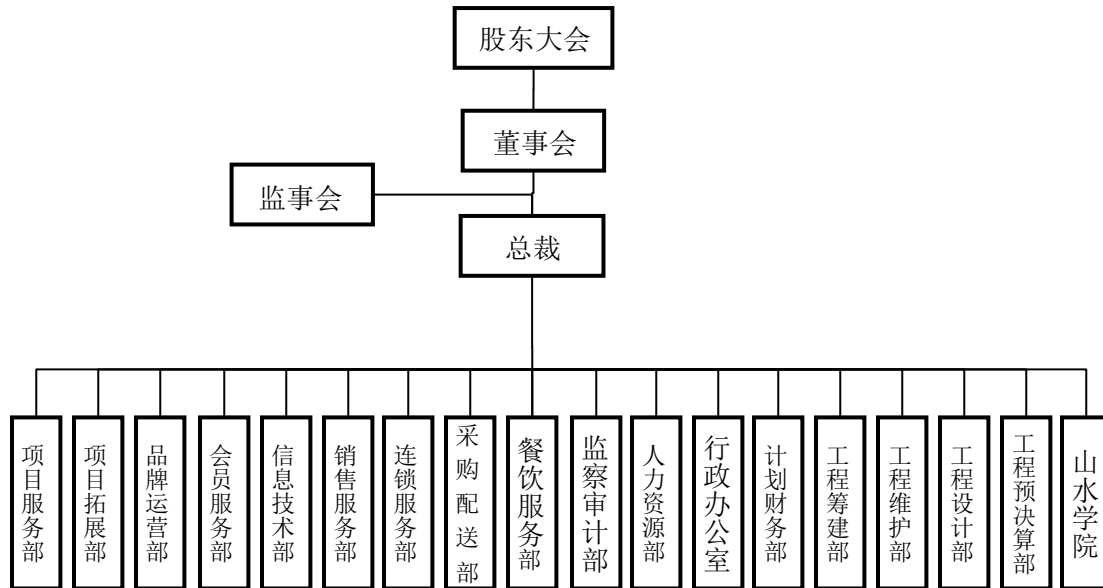 股东大会
董事会
监事会
总裁
项目服务部
项目拓展部
品牌运营部
会员服务部
信息技术部
销售服务部
连锁服务部
采购配送部
餐饮服务部
监察审计部
人力资源部
行政办公室
计划财务部
工程筹建部
工程维护部
工程设计部
工程预决算部
山水学院